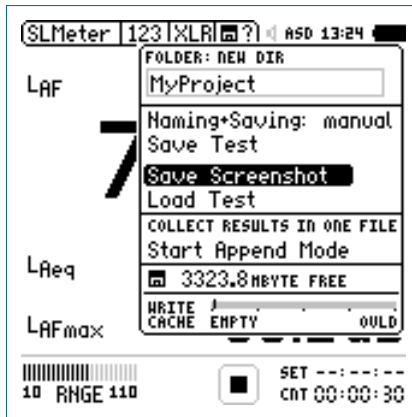 SLMeter 123 XLR ? ASD 13:24
FOLDER: NEW DIR
LAF
MyProject
Naming+Saving: manual
Save Test
7
Save Screenshot
Load Test
COLLECT RESULTS IN ONE FILE
Start Append Mode
LAeq
3323.8 MBYTE FREE
WRITE
CACHE EMPTY OVLD
LAFmax
10 RNGE 110
SET --:--:--
CNT 00:00:30